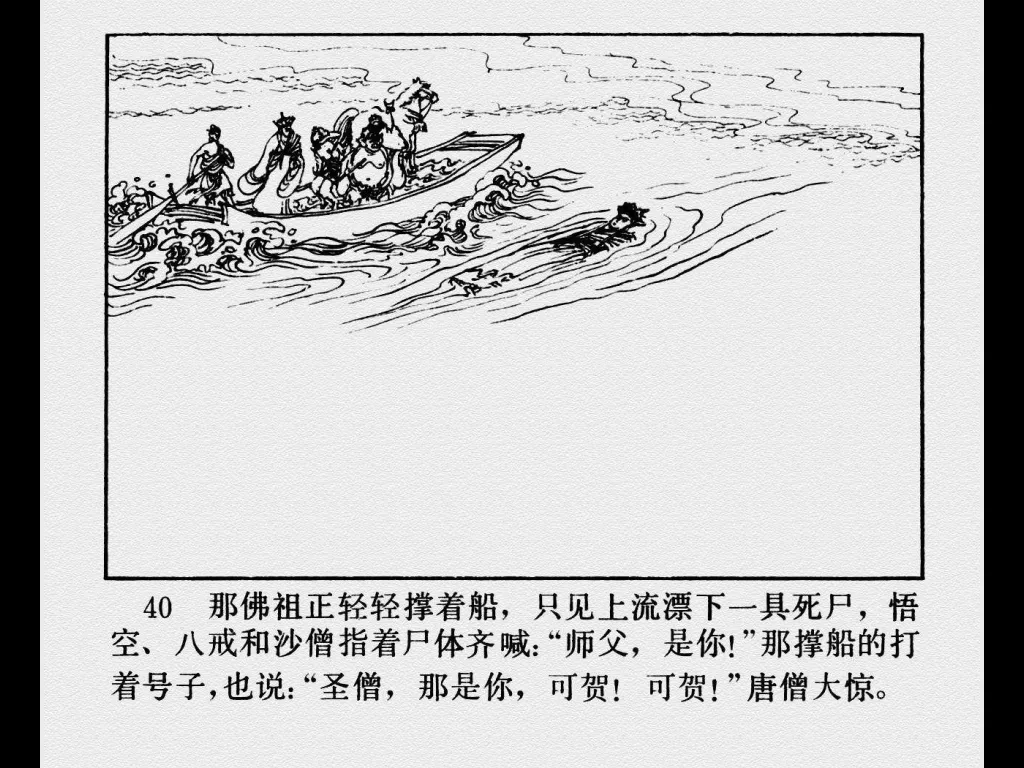 40 那佛祖正轻轻撑着船，只见上流漂下一具死尸，悟
空、八戒和沙僧指着尸体齐喊：“师父，是你！”那撑船的打
着号子，也说：“圣僧，那是你，可贺！可贺！”唐僧大惊。